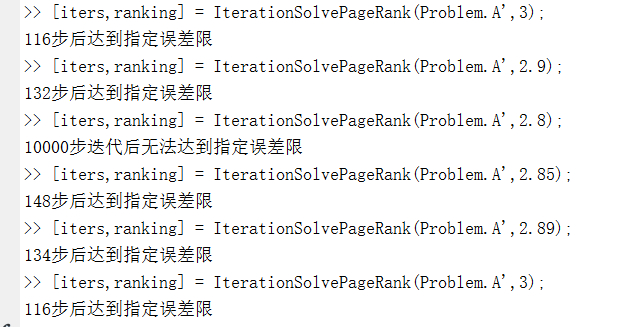 >> [iters,ranking] = IterationSolvePageRank(Problem.A',3);
116步后达到指定误差限
>> [iters,ranking] = IterationSolvePageRank(Problem.A',2.9);
132步后达到指定误差限
>> [iters,ranking] = IterationSolvePageRank(Problem.A',2.8);
10000步迭代后无法达到指定误差限
>> [iters,ranking] = IterationSolvePageRank(Problem.A',2.85);
148步后达到指定误差限
>> [iters,ranking] = IterationSolvePageRank(Problem.A',2.89);
134步后达到指定误差限
>> [iters,ranking] = IterationSolvePageRank(Problem.A',3);
116步后达到指定误差限